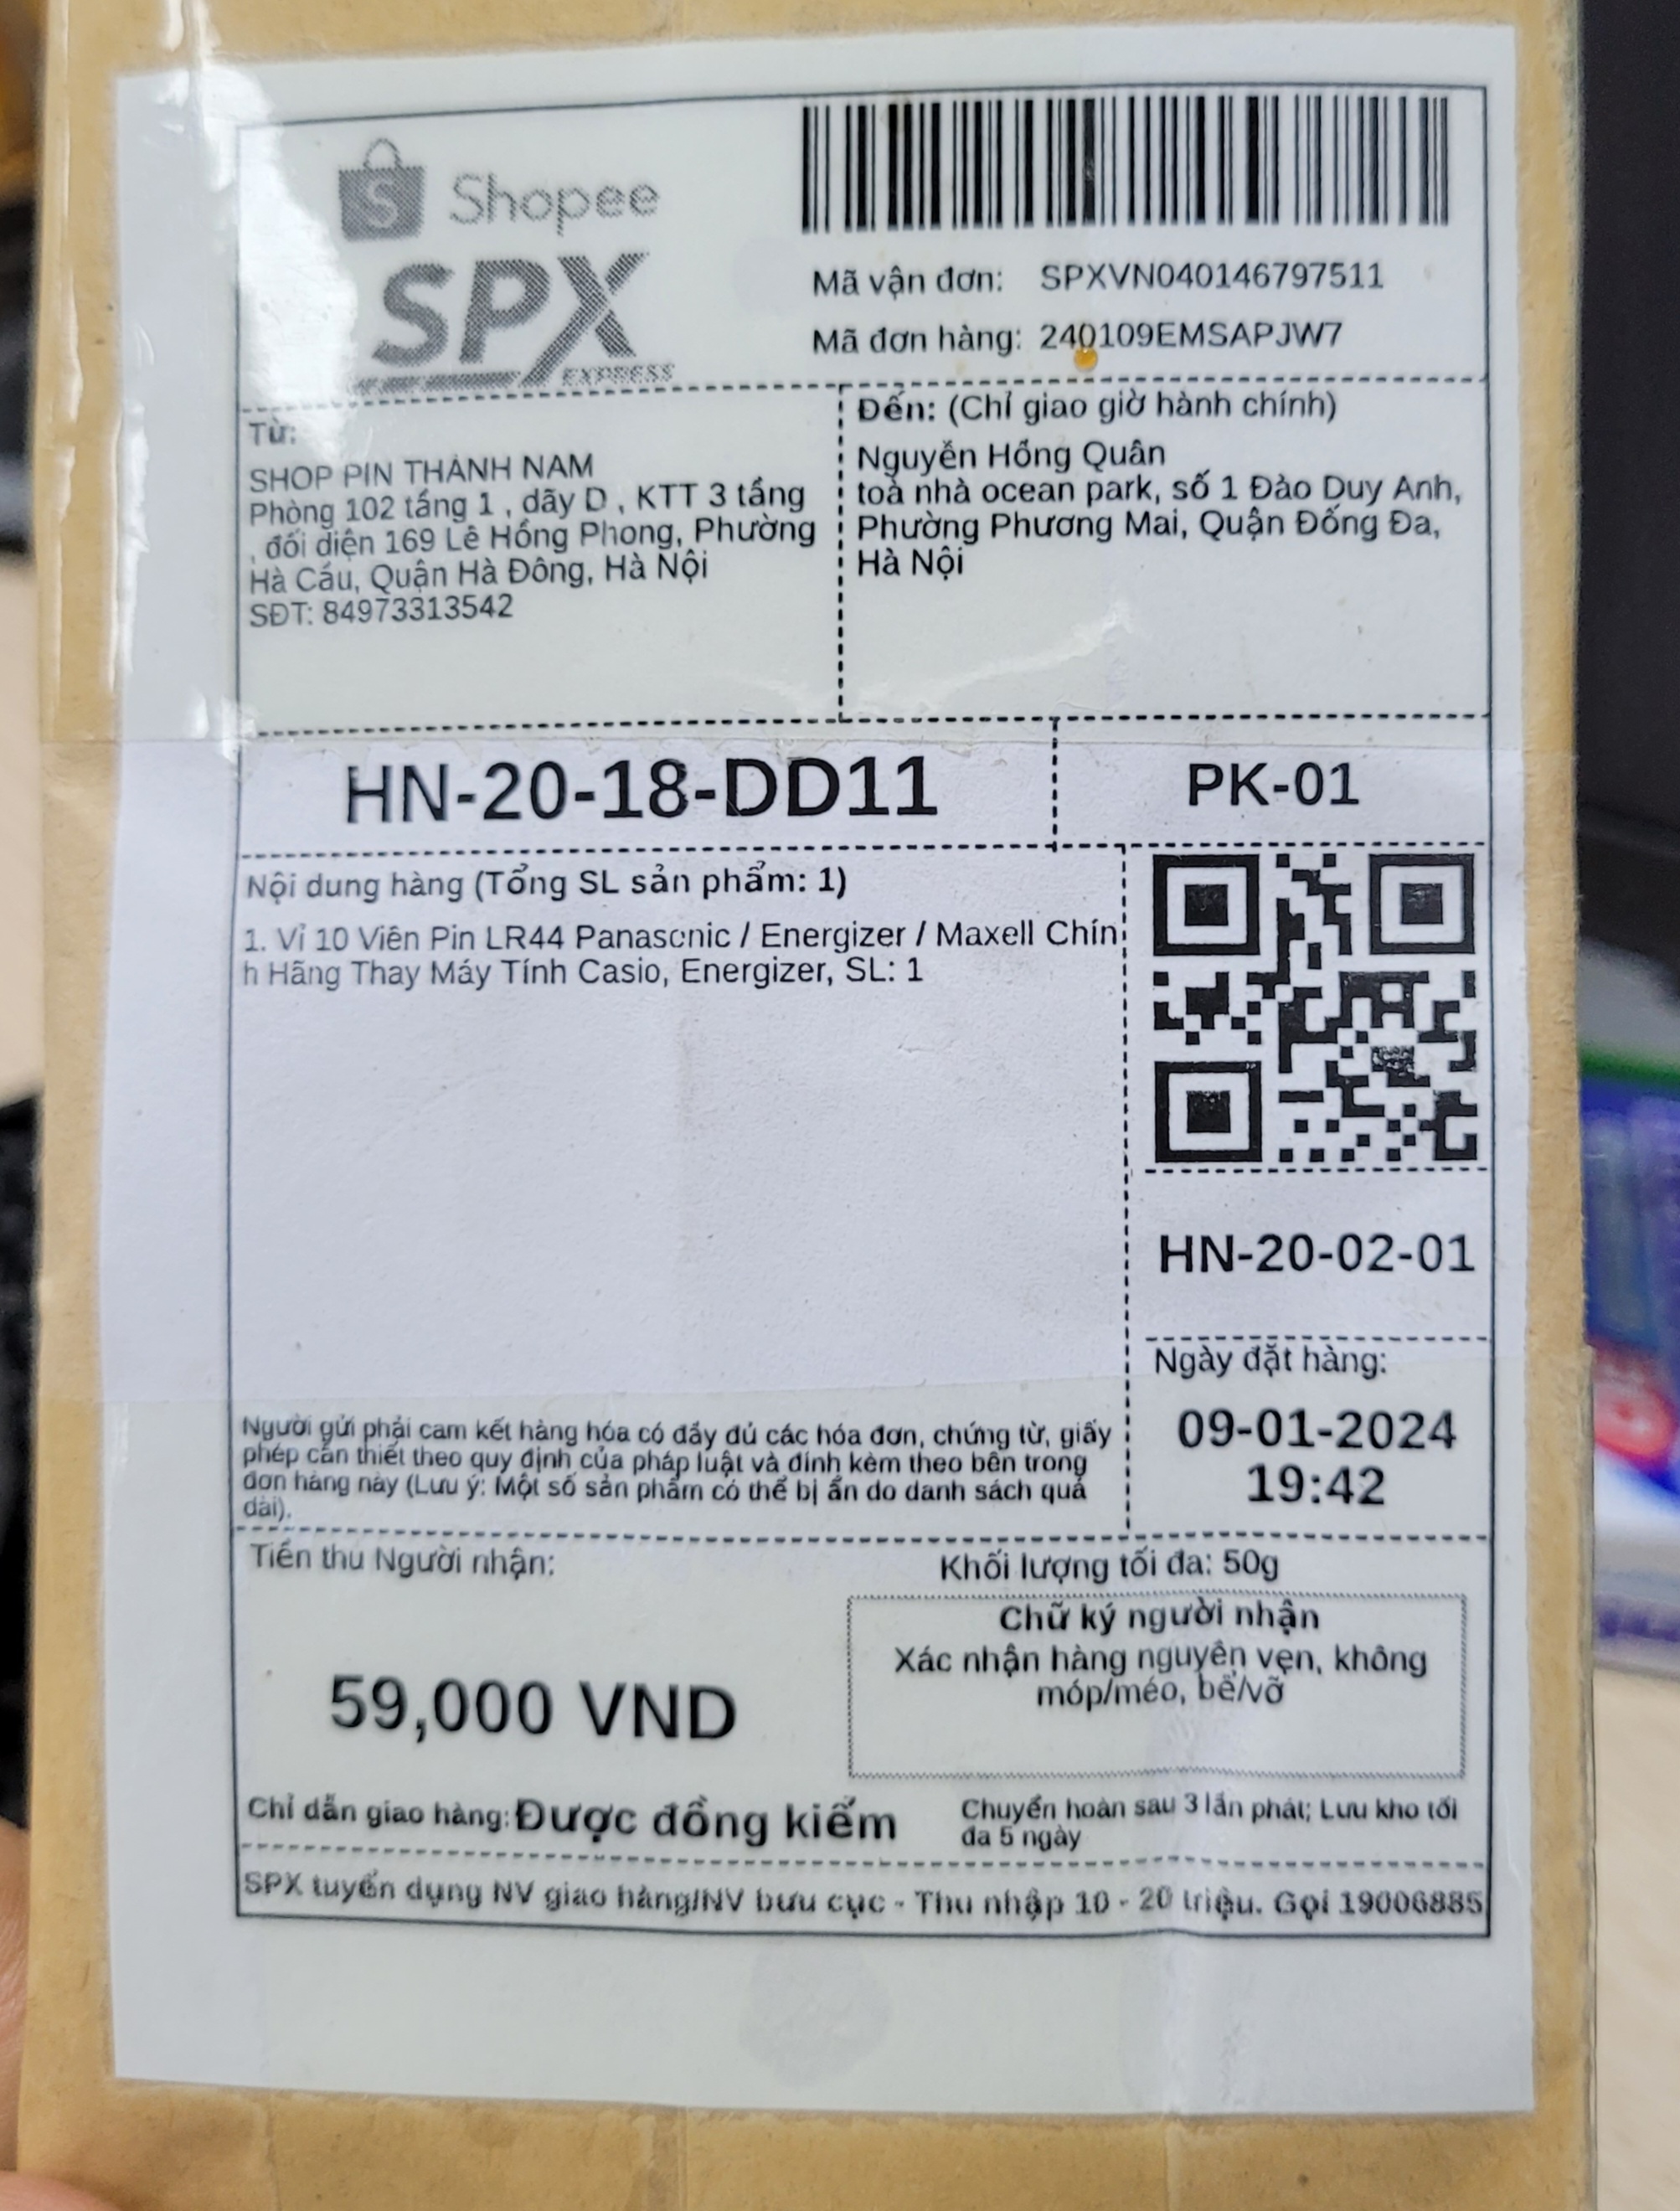 Shopee
SPX
EXPRESS
Mã vận đơn: SPXVN040146797511
Mã đơn hàng: 240109EMSAPJW7
Từ:
SHOP PIN THÀNH NAM
Phòng 102 tầng 1 , dãy D , KTT 3 tầng
, đối diện 169 Lê Hồng Phong, Phường
Hà Cầu, Quận Hà Đông, Hà Nội
SĐT: 84973313542
Đến: (Chỉ giao giờ hành chính)
Nguyễn Hồng Quân
toà nhà ocean park, số 1 Đào Duy Anh,
Phường Phương Mai, Quận Đống Đa,
Hà Nội
HN-20-18-DD11
PK-01
Nội dung hàng (Tổng SL sản phẩm: 1)
1. Vỉ 10 Viên Pin LR44 Panasonic / Energizer / Maxell Chín
h Hãng Thay Máy Tính Casio, Energizer, SL: 1
HN-20-02-01
Ngày đặt hàng:
09-01-2024
19:42
Người gửi phải cam kết hàng hóa có đầy đủ các hóa đơn, chứng từ, giấy
phép cần thiết theo quy định của pháp luật và đính kèm theo bên trong
đơn hàng này (Lưu ý: Một số sản phẩm có thể bị ẩn do danh sách quá
dài).
Tiền thu Người nhận:
59,000 VND
Khối lượng tối đa: 50g
Chữ ký người nhận
Xác nhận hàng nguyên vẹn, không
móp/méo, bể/vỡ
Chỉ dẫn giao hàng: Được đồng kiểm
Chuyển hoàn sau 3 lần phát; Lưu kho tối
đa 5 ngày
SPX tuyển dụng NV giao hàng/NV bưu cục - Thu nhập 10 - 20 triệu. Gọi 19006885